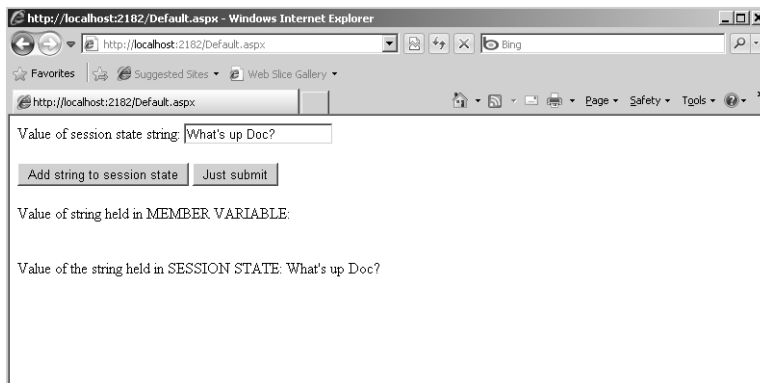 http://localhost:2182/Default.aspx - Windows Internet Explorer
http://localhost:2182/Default.aspx
Bing
Favorites Suggested Sites Web Slice Gallery
http://localhost:2182/Default.aspx
Page Safety Tools
Value of session state string: What's up Doc?
Add string to session state Just submit
Value of string held in MEMBER VARIABLE:
Value of the string held in SESSION STATE: What's up Doc?